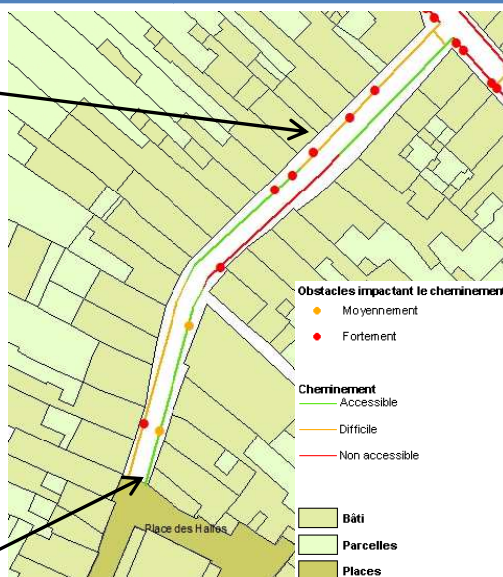 Place des Halles
Obstacles impactant le cheminement
Moyennement
Fortement
Cheminement
Accessible
Difficile
Non accessible
Bâti
Parcelles
Places